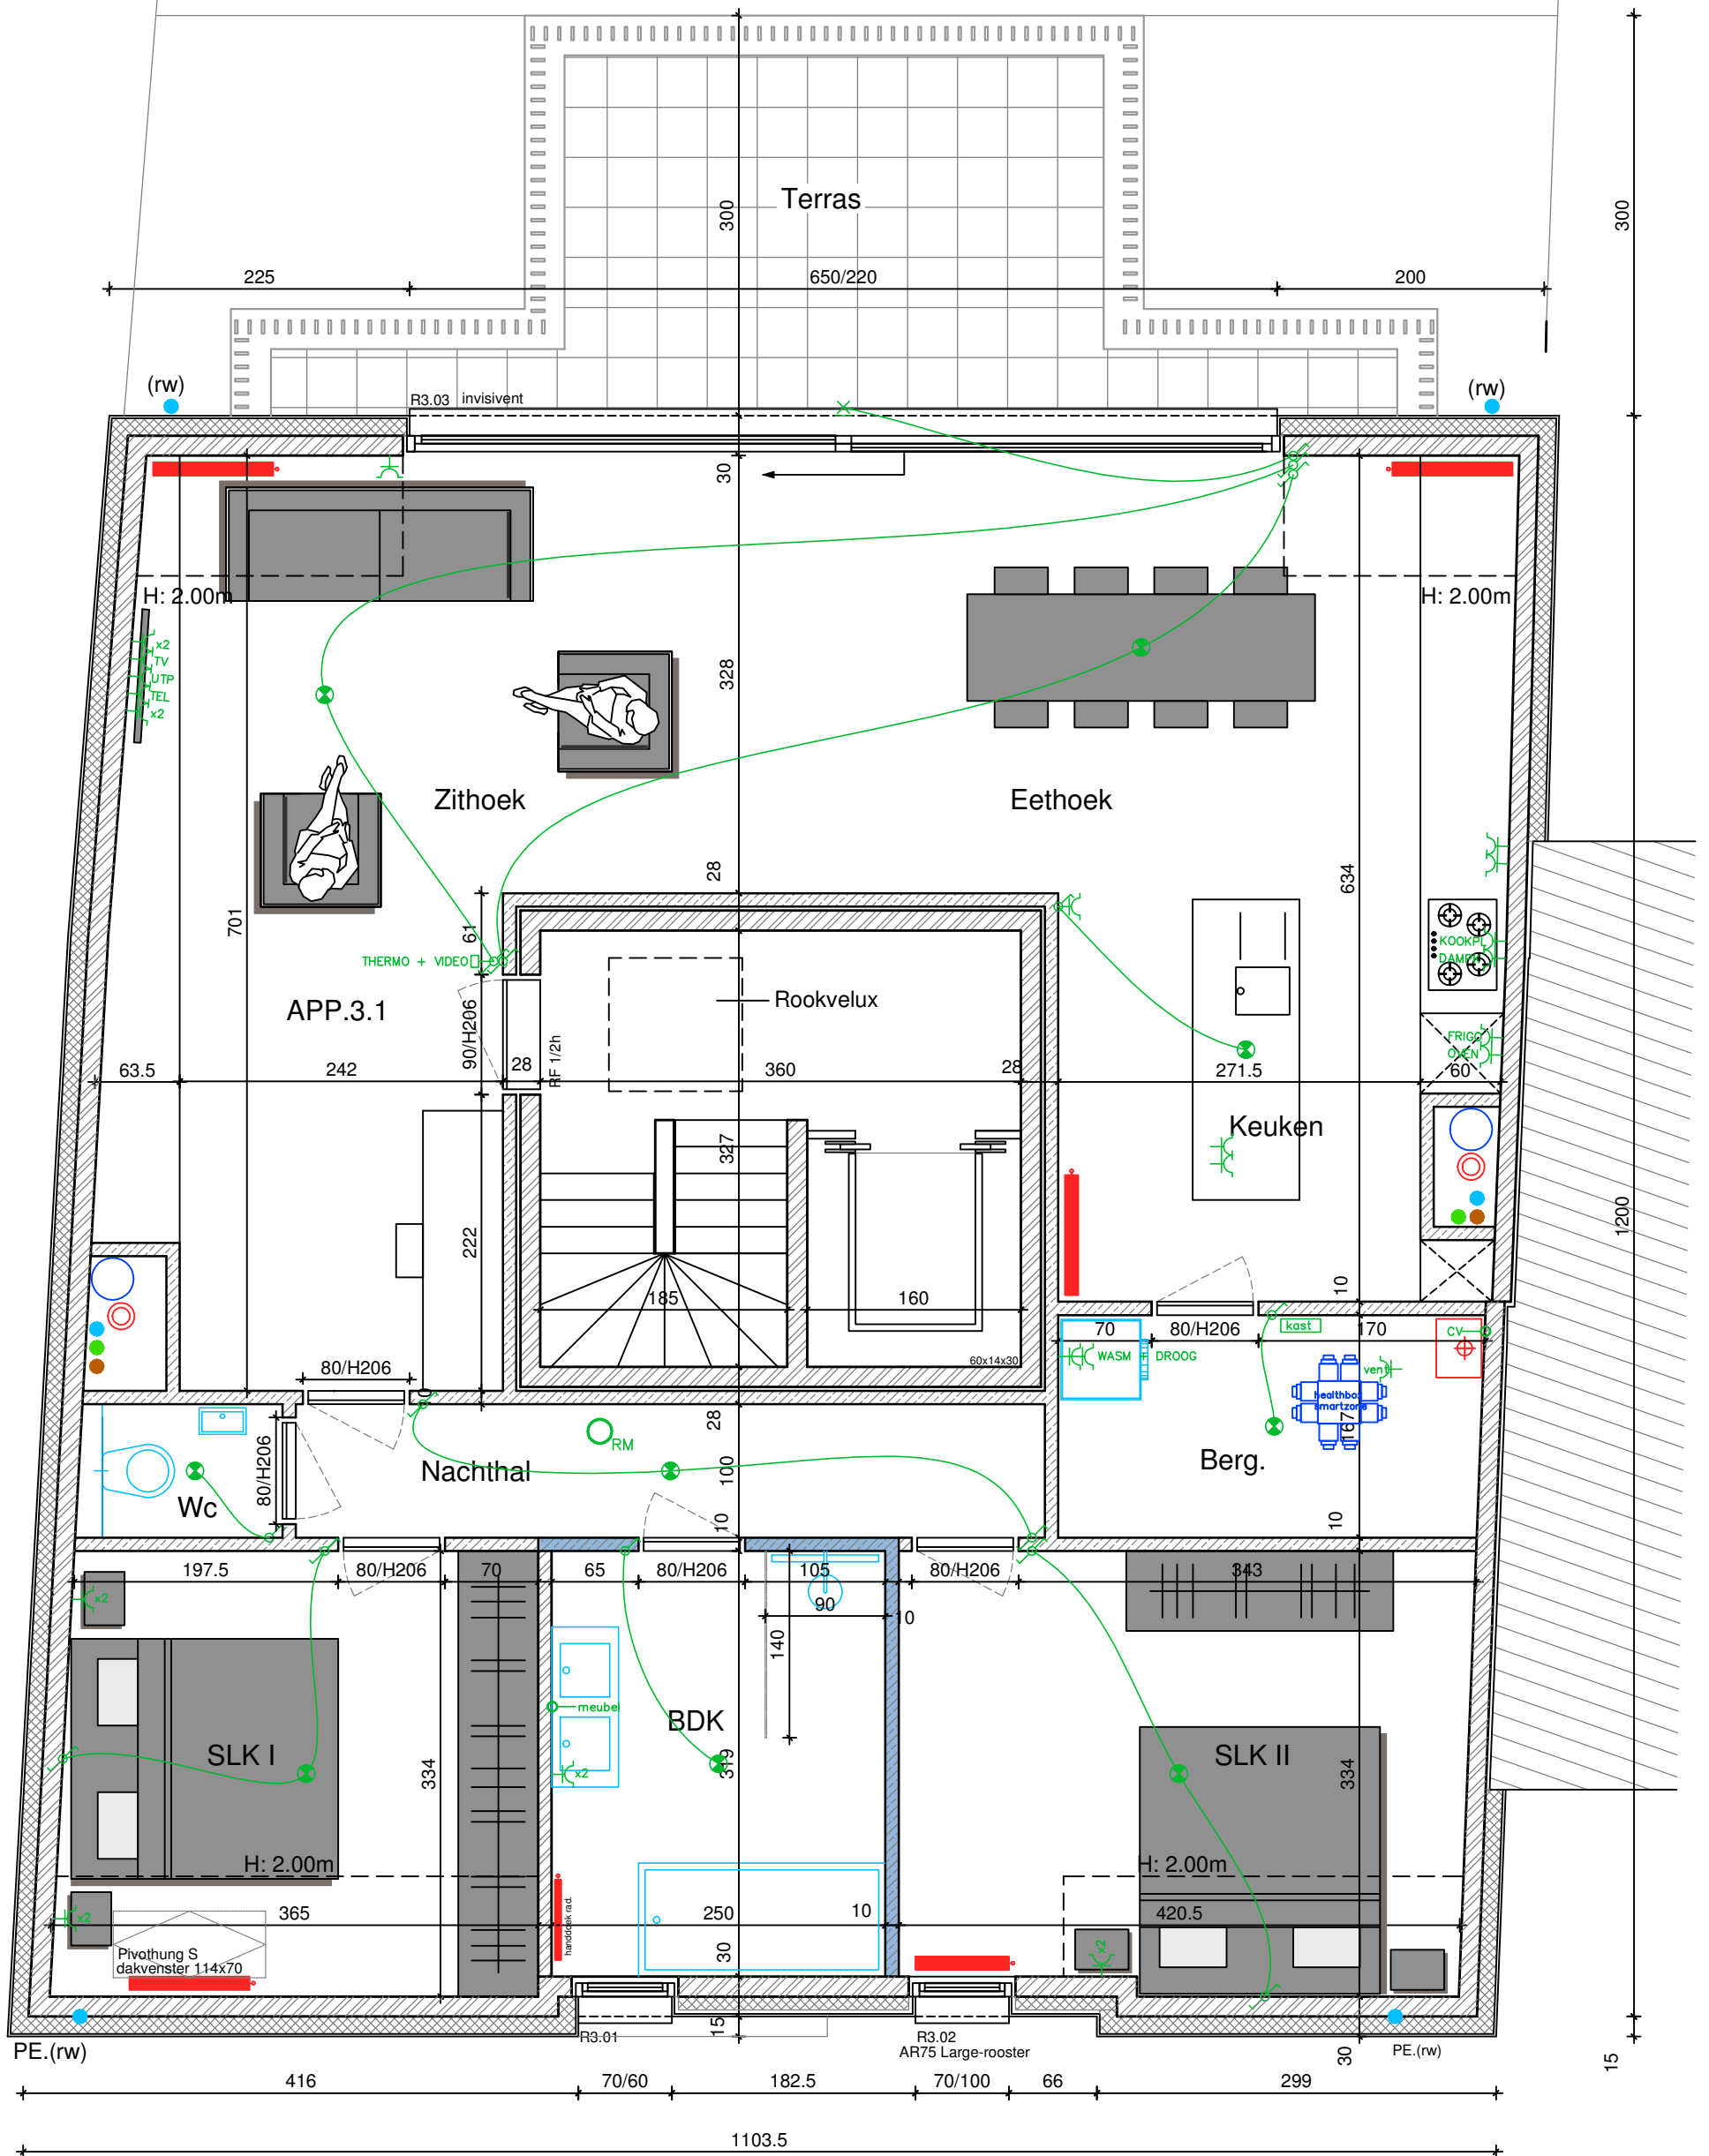 Terras
300
300
225
650/220
200
(rw)
(rw)
R3.03 invisivent
30
H: 2.00m
H: 2.00m
x2
TV
UTP
TEL
x2
328
Zithoek
Eethoek
28
634
701
61
THERMO + VIDEO
KOOKPL
APP.3.1
Rookvelux
90/H206
RF 1/2h
FRIGO
OVEN
63.5
242
28
360
28
271.5
60
Keuken
327
1200
222
185
160
10
60x14x30
70
80/H206
170
kast
CV
WASM + DROOG
vent
80/H206
healthbox
smartzone
167
28
RM
80/H206
Nachthal
100
Berg.
Wc
10
10
197.5
80/H206
70
65
80/H206
105
80/H206
343
x2
90
10
140
meubel
BDK
SLK I
SLK II
x2
319
334
334
H: 2.00m
H: 2.00m
handdoek rad.
x2
365
250
10
420.5
x2
30
Pivothung S
dakvenster 114x70
15
R3.01
R3.02
AR75 Large-rooster
PE.(rw)
PE.(rw)
30
15
416
70/60
182.5
70/100
66
299
1103.5